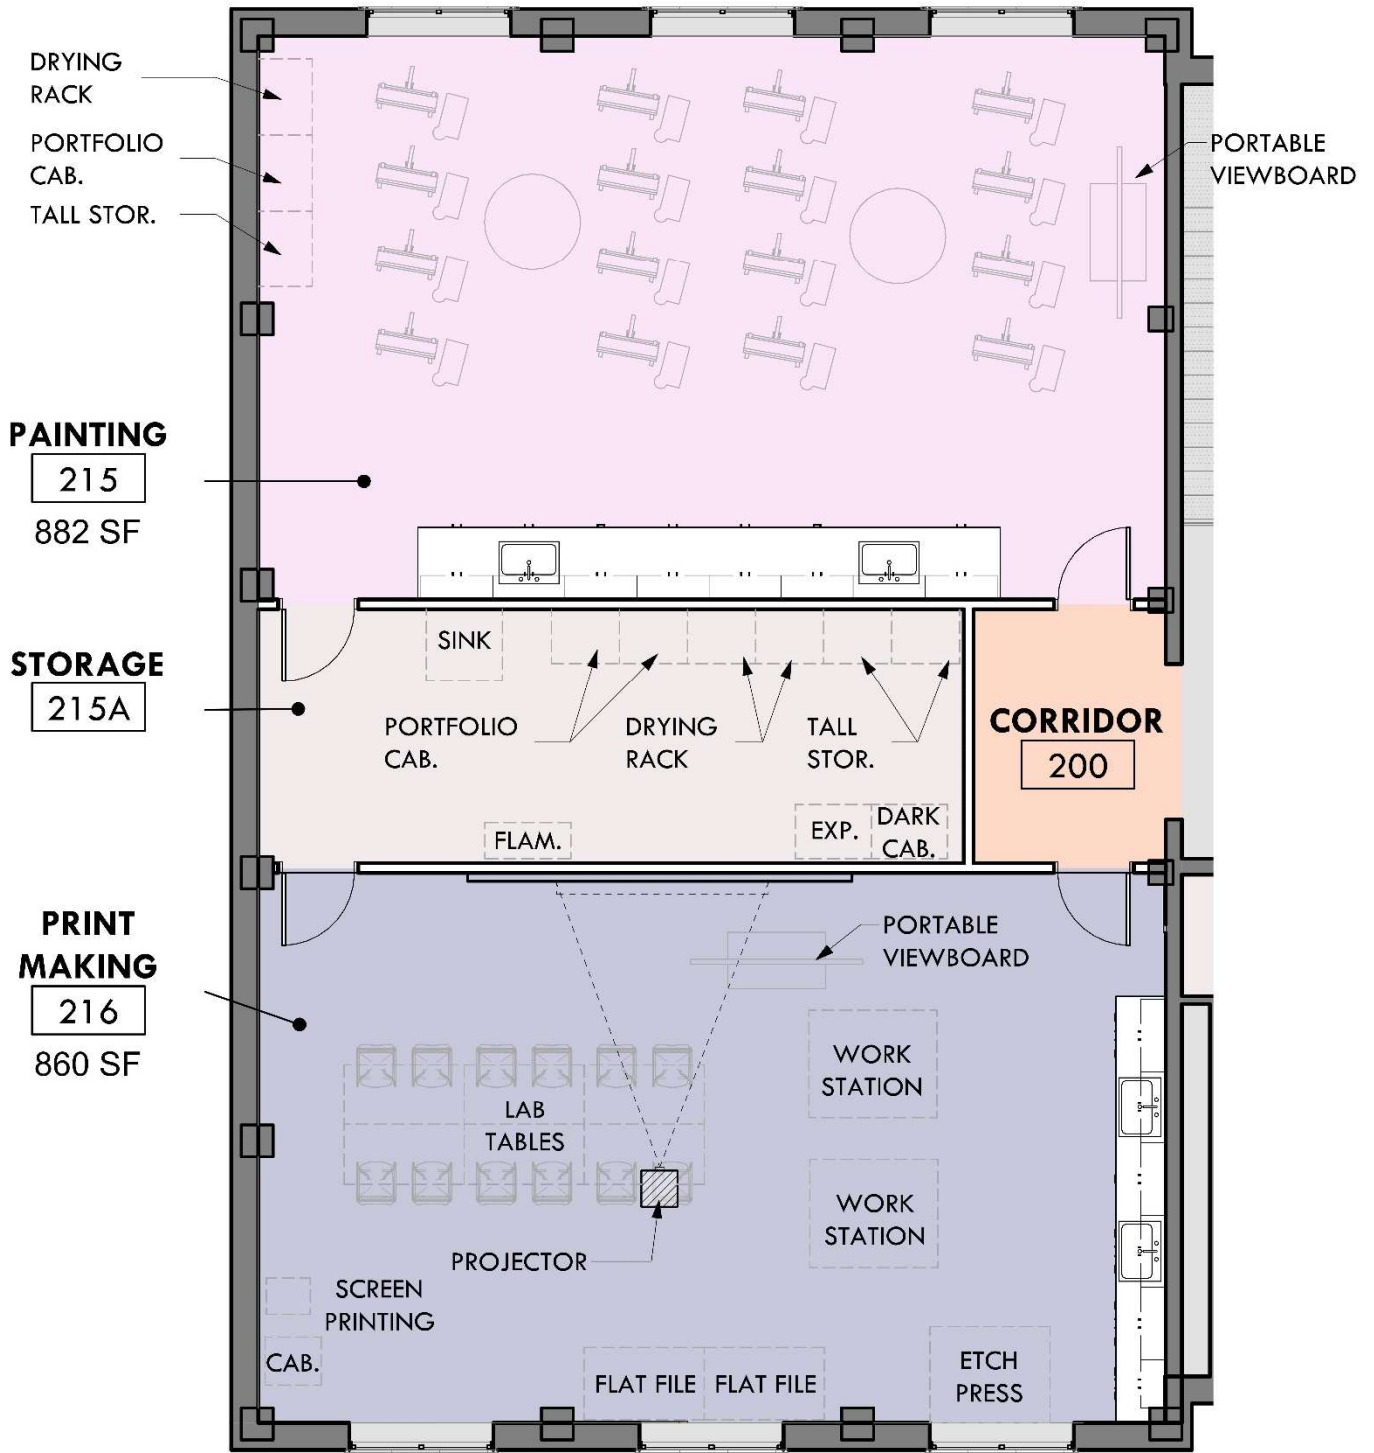 DRYING
RACK
PORTFOLIO
CAB.
TALL STOR.
PORTABLE
VIEWBOARD
PAINTING
215
882 SF
STORAGE
215A
SINK
PORTFOLIO
CAB.
DRYING
RACK
TALL
STOR.
FLAM.
EXP.
DARK
CAB.
CORRIDOR
200
PRINT
MAKING
216
860 SF
PORTABLE
VIEWBOARD
LAB
TABLES
WORK
STATION
WORK
STATION
PROJECTOR
SCREEN
PRINTING
CAB.
FLAT FILE
FLAT FILE
ETCH
PRESS